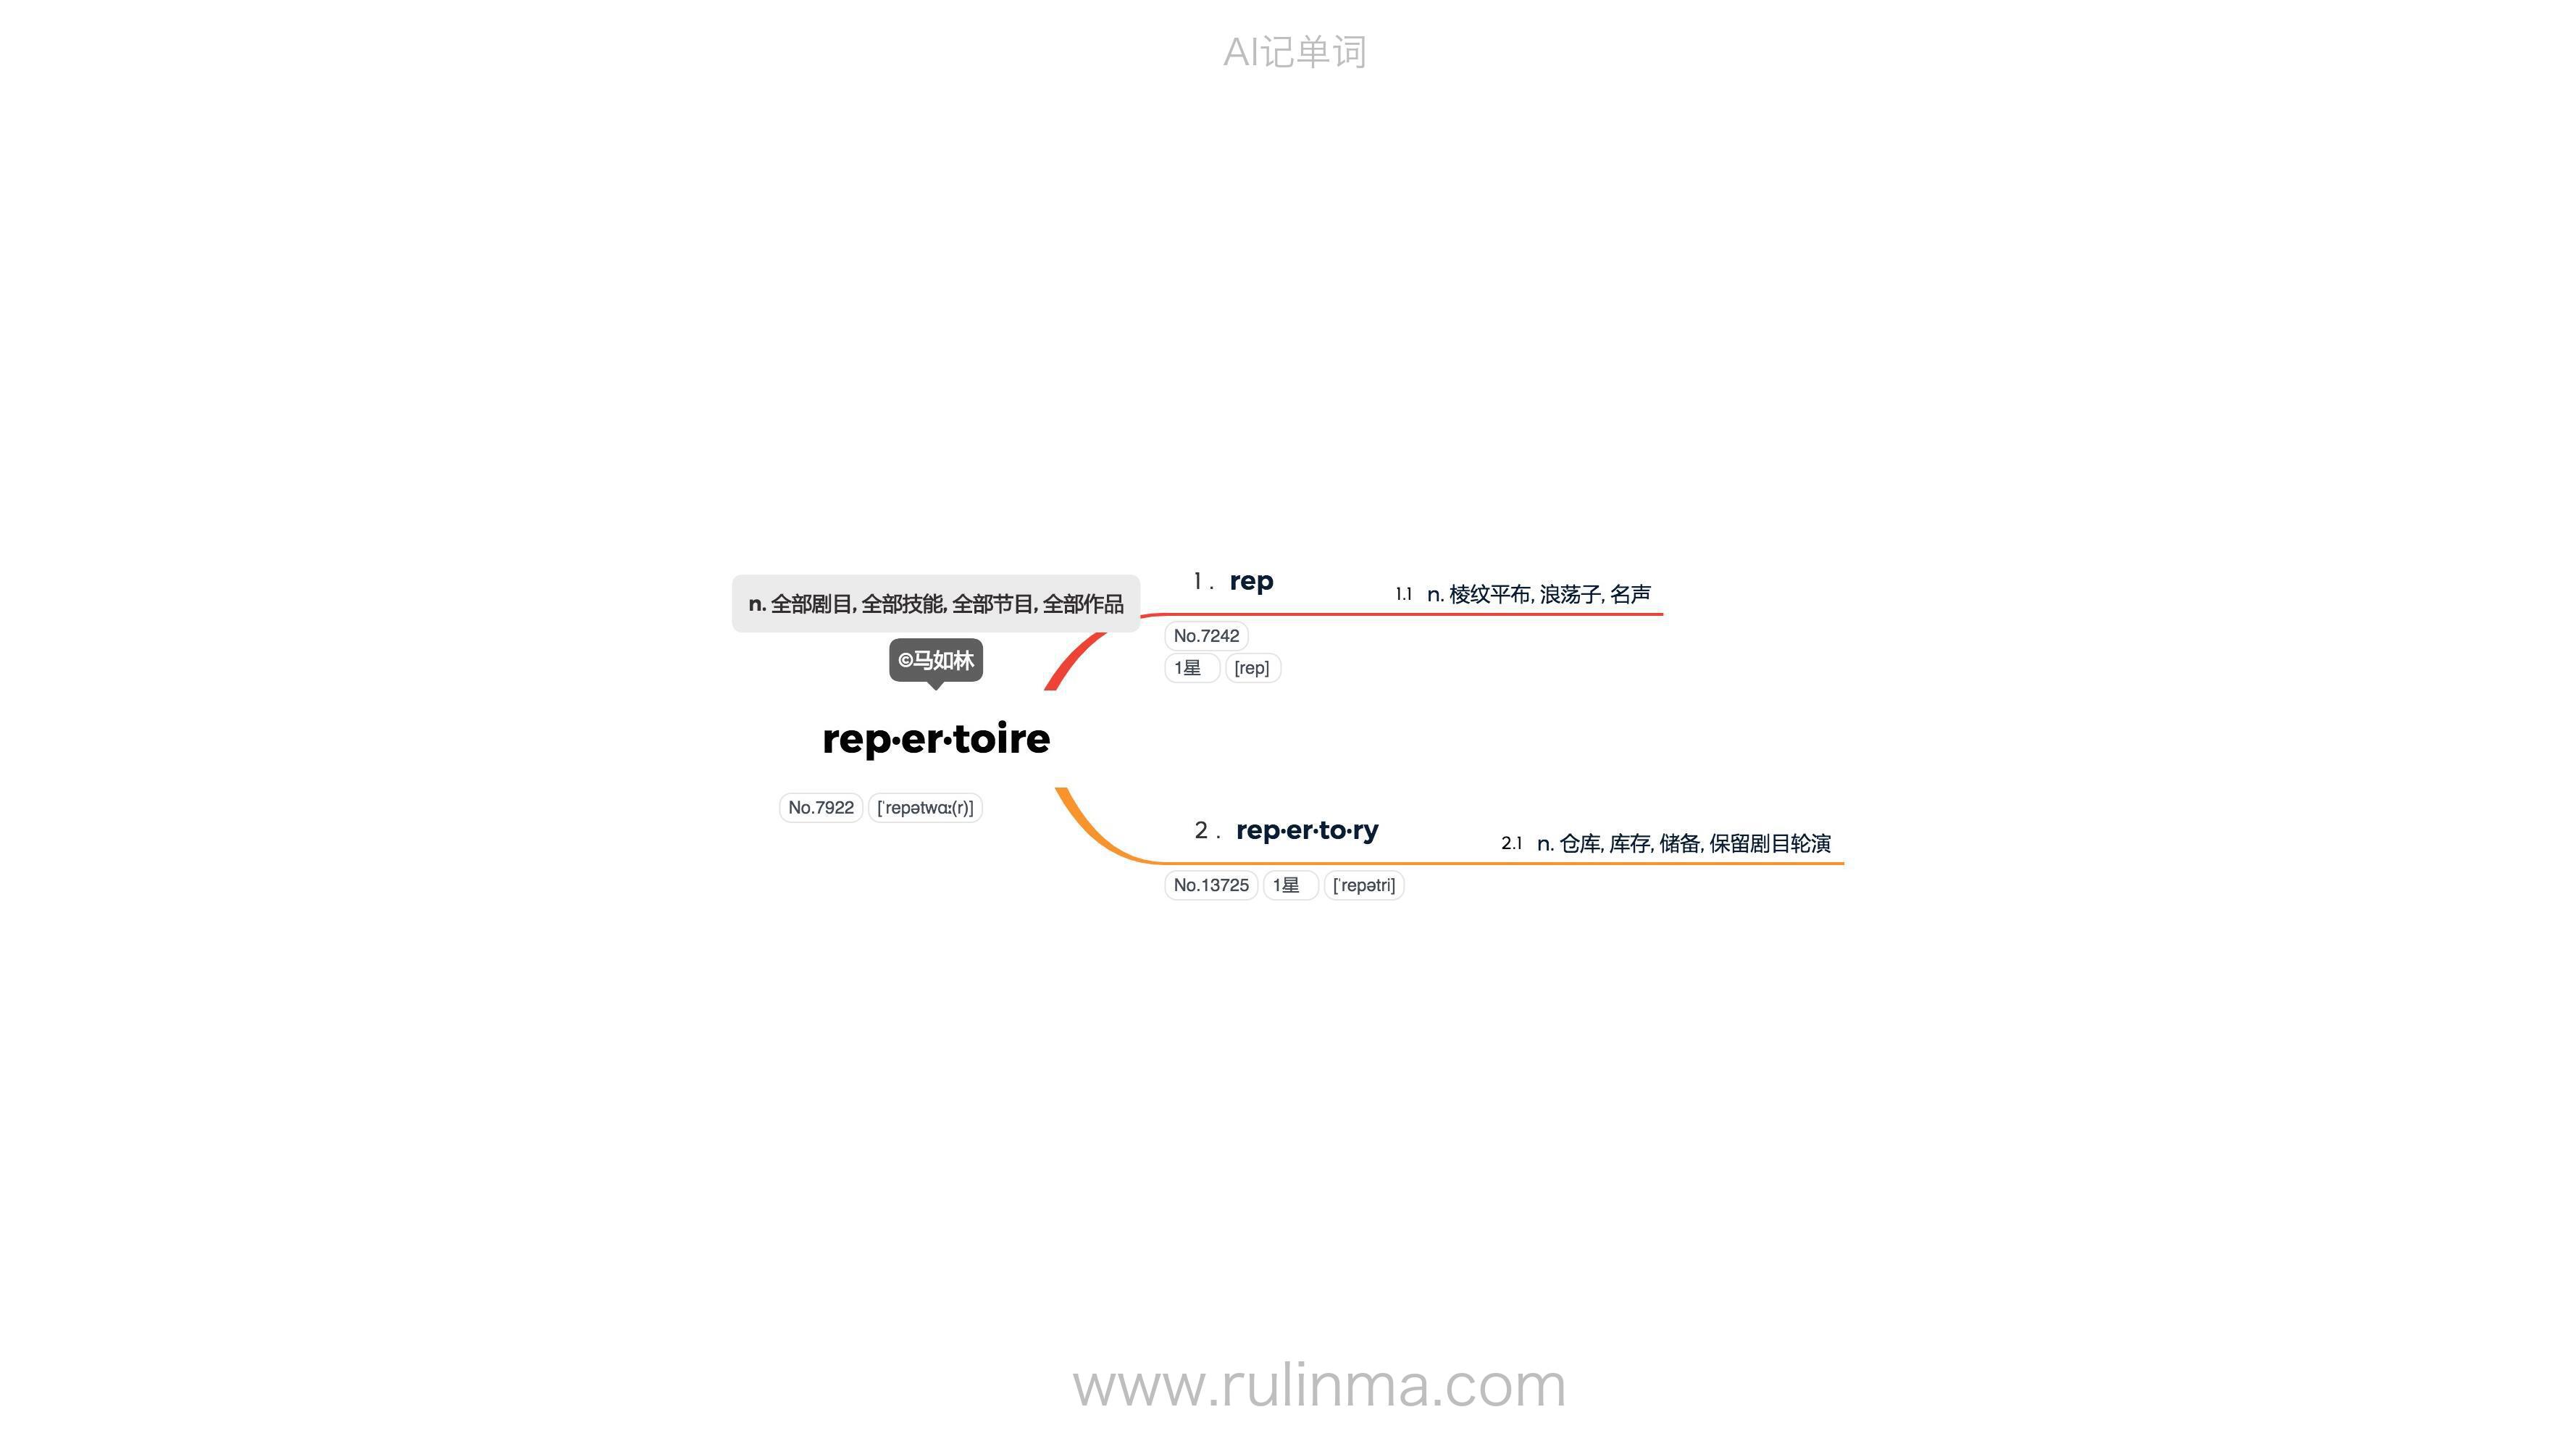 AI记单词
n. 全部剧目, 全部技能, 全部节目, 全部作品
©马如林
rep·er·toire
No.7922 [ˈrepətwɑː(r)]
1 . rep
1.1 n. 棱纹平布, 浪荡子, 名声
No.7242
1星 [rep]
2 . rep·er·to·ry
2.1 n. 仓库, 库存, 储备, 保留剧目轮演
No.13725 1星 [ˈrepətri]
www.rulinma.com